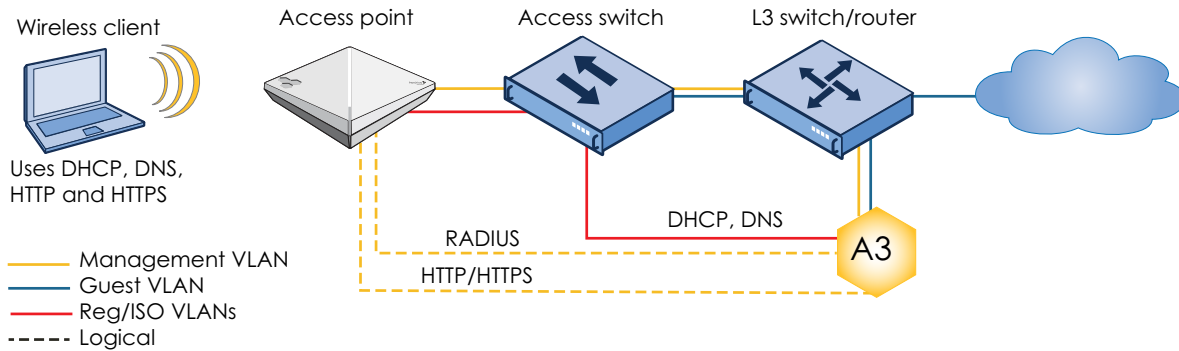 Wireless client
Access point
Access switch
L3 switch/router
Uses DHCP, DNS,
HTTP and HTTPS
DHCP, DNS
RADIUS
HTTP/HTTPS
A3
Management VLAN
Guest VLAN
Reg/ISO VLANs
Logical